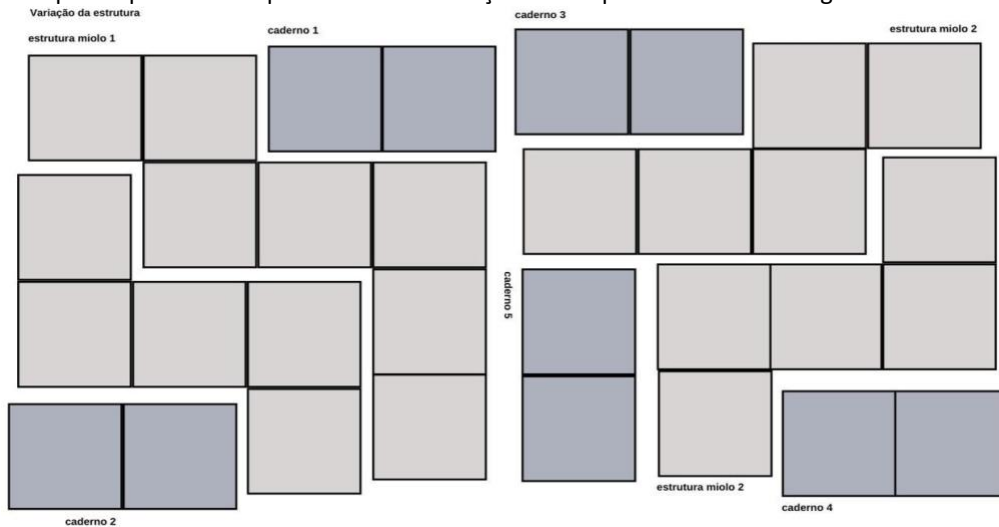 Variação da estrutura
estrutura miolo 1
caderno 1
caderno 3
estrutura miolo 2
caderno 5
caderno 2
estrutura miolo 2
caderno 4